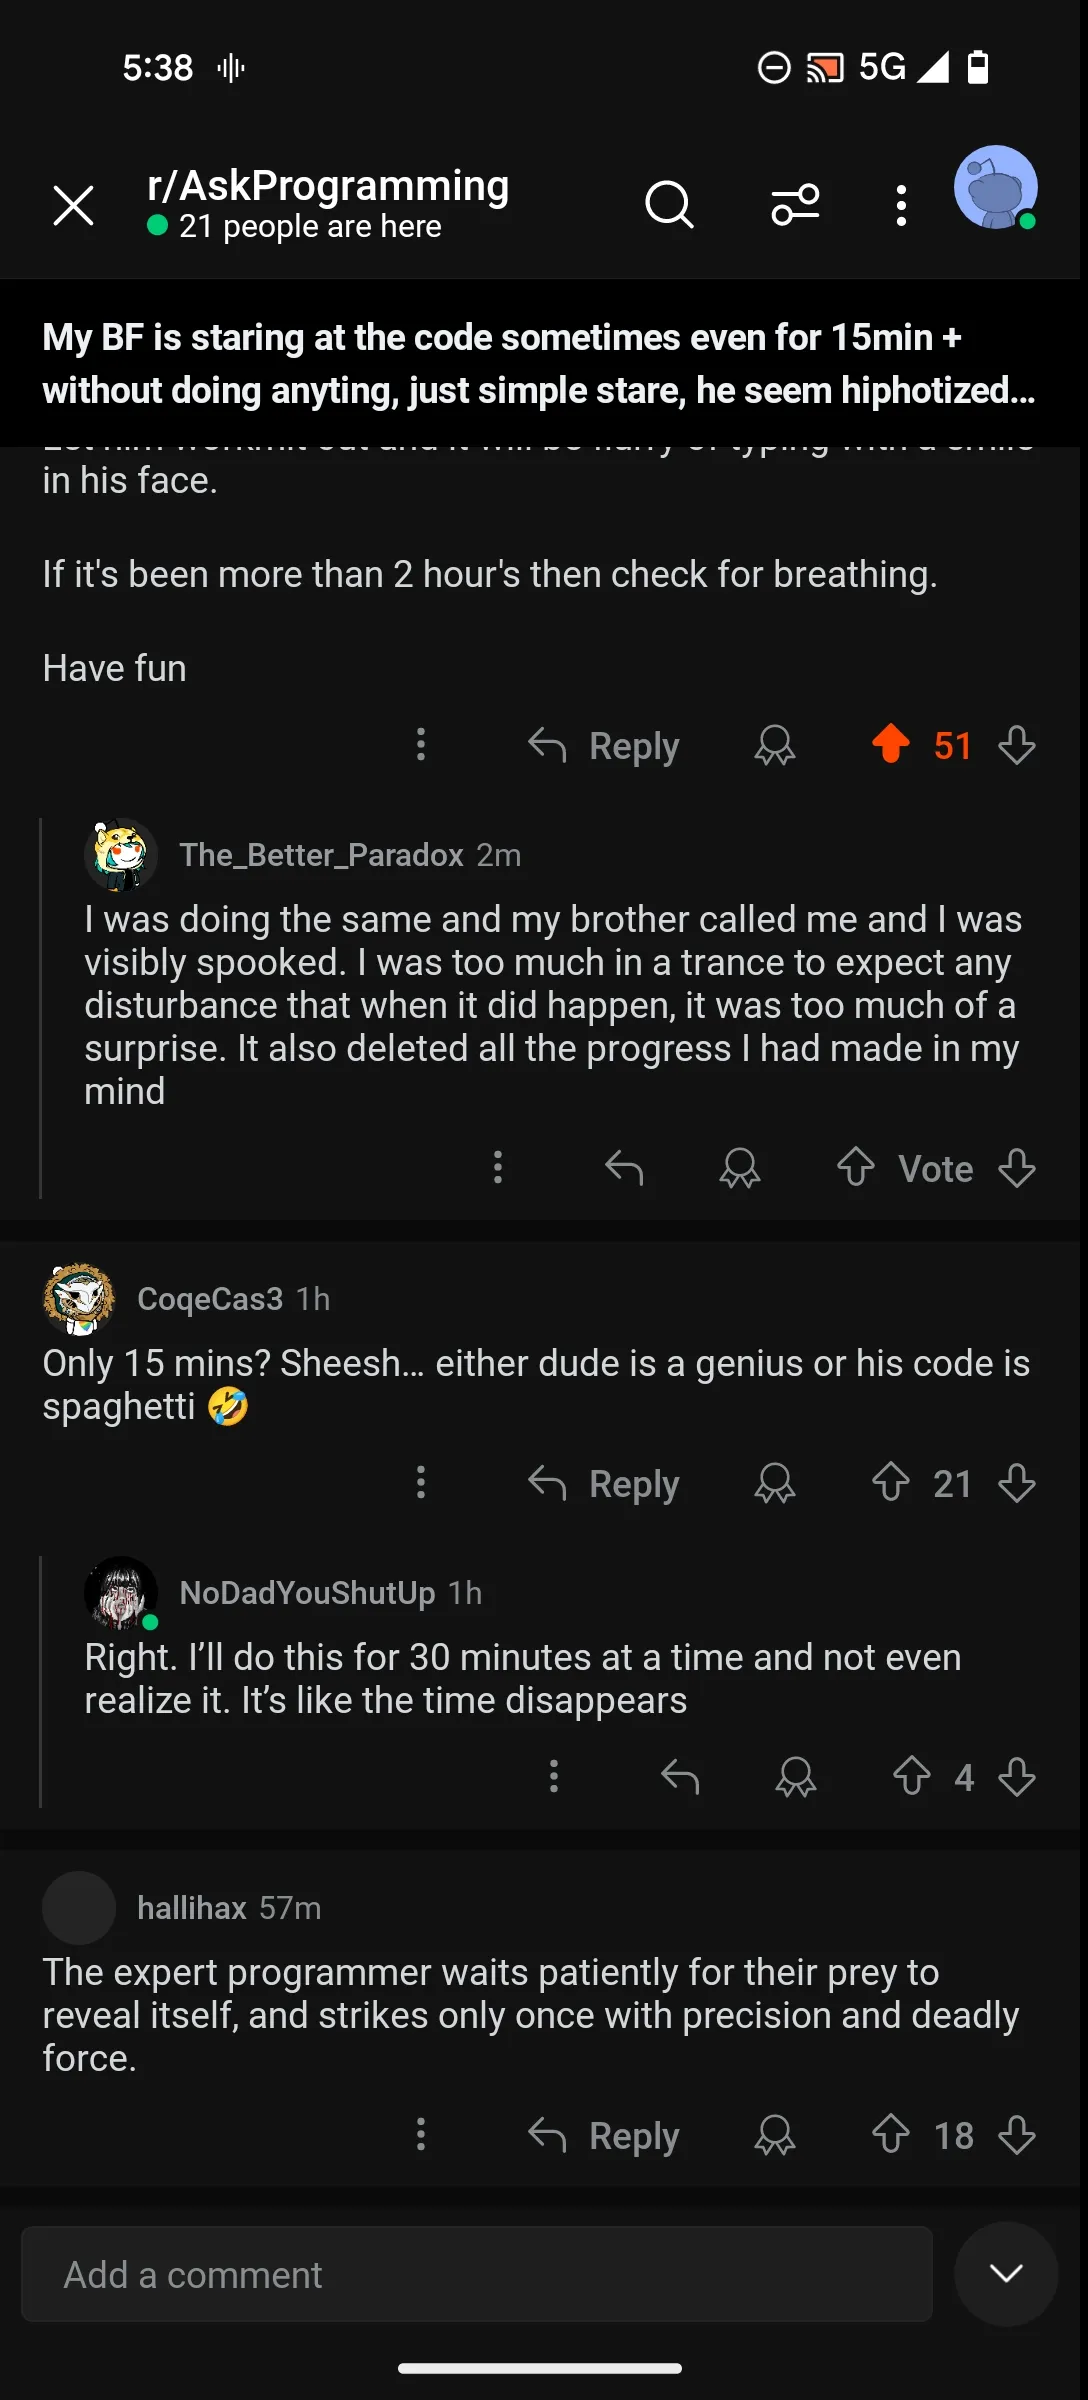 5:38
5G
r/AskProgramming
21 people are here
My BF is staring at the code sometimes even for 15min +
without doing anyting, just simple stare, he seem hiphotized...
in his face.
If it's been more than 2 hour's then check for breathing.
Have fun
Reply
51
The_Better_Paradox 2m
I was doing the same and my brother called me and I was
visibly spooked. I was too much in a trance to expect any
disturbance that when it did happen, it was too much of a
surprise. It also deleted all the progress I had made in my
mind
Vote
CoqeCas3 1h
Only 15 mins? Sheesh... either dude is a genius or his code is
spaghetti 🤣
Reply
21
NoDadYouShutUp 1h
Right. I’ll do this for 30 minutes at a time and not even
realize it. It’s like the time disappears
4
hallihax 57m
The expert programmer waits patiently for their prey to
reveal itself, and strikes only once with precision and deadly
force.
Reply
18
Add a comment